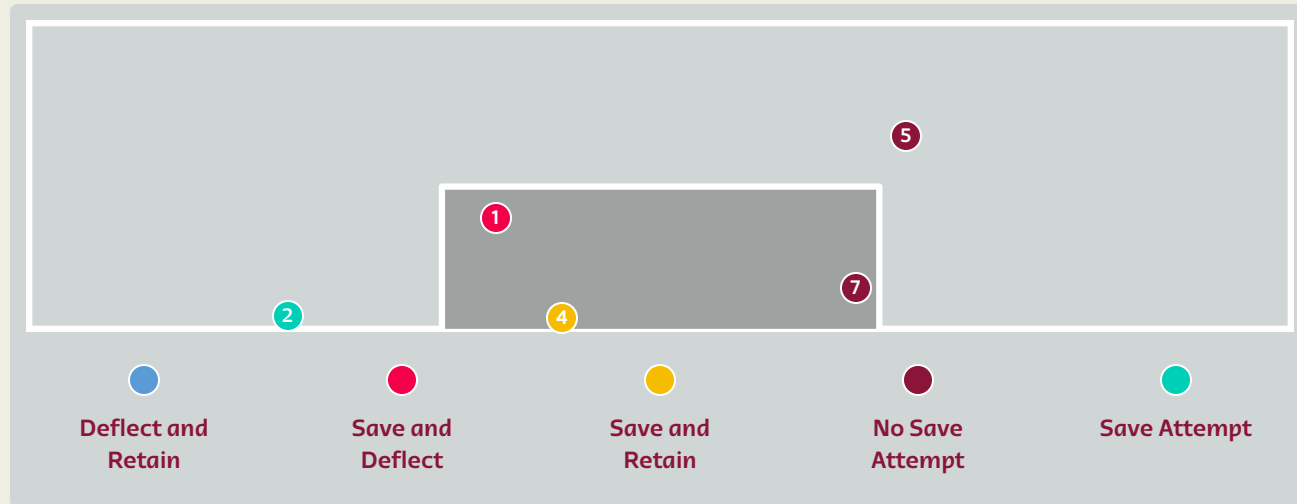 5
1
7
2
4
Deflect and
Retain
Save and
Deflect
Save and
Retain
No Save
Attempt
Save Attempt